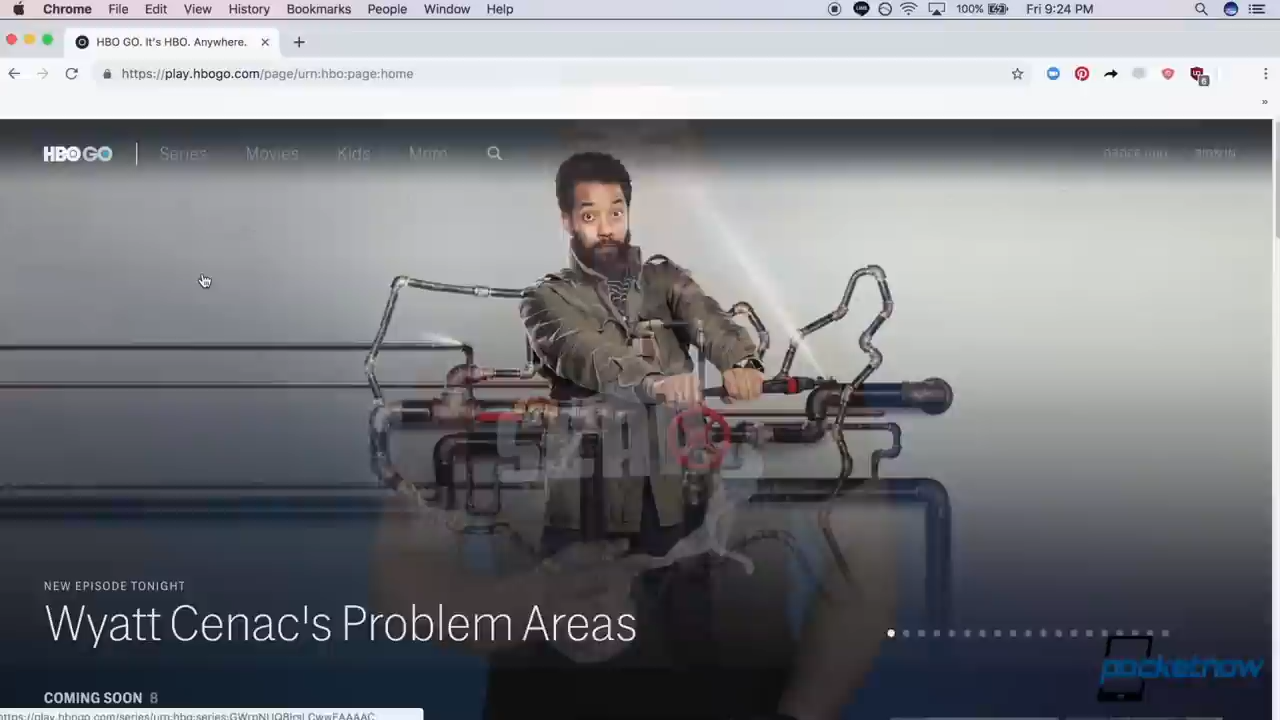 Chrome File Edit View History Bookmarks People Window Help 100% Fri 9:24 PM
HBO GO. It's HBO. Anywhere.
https://play.hbogo.com/page/urn:hbo:page:home
HBO GO Series Movies Kids More
NEW EPISODE TONIGHT
Wyatt Cenac's Problem Areas
pocketnow
COMING SOON 8